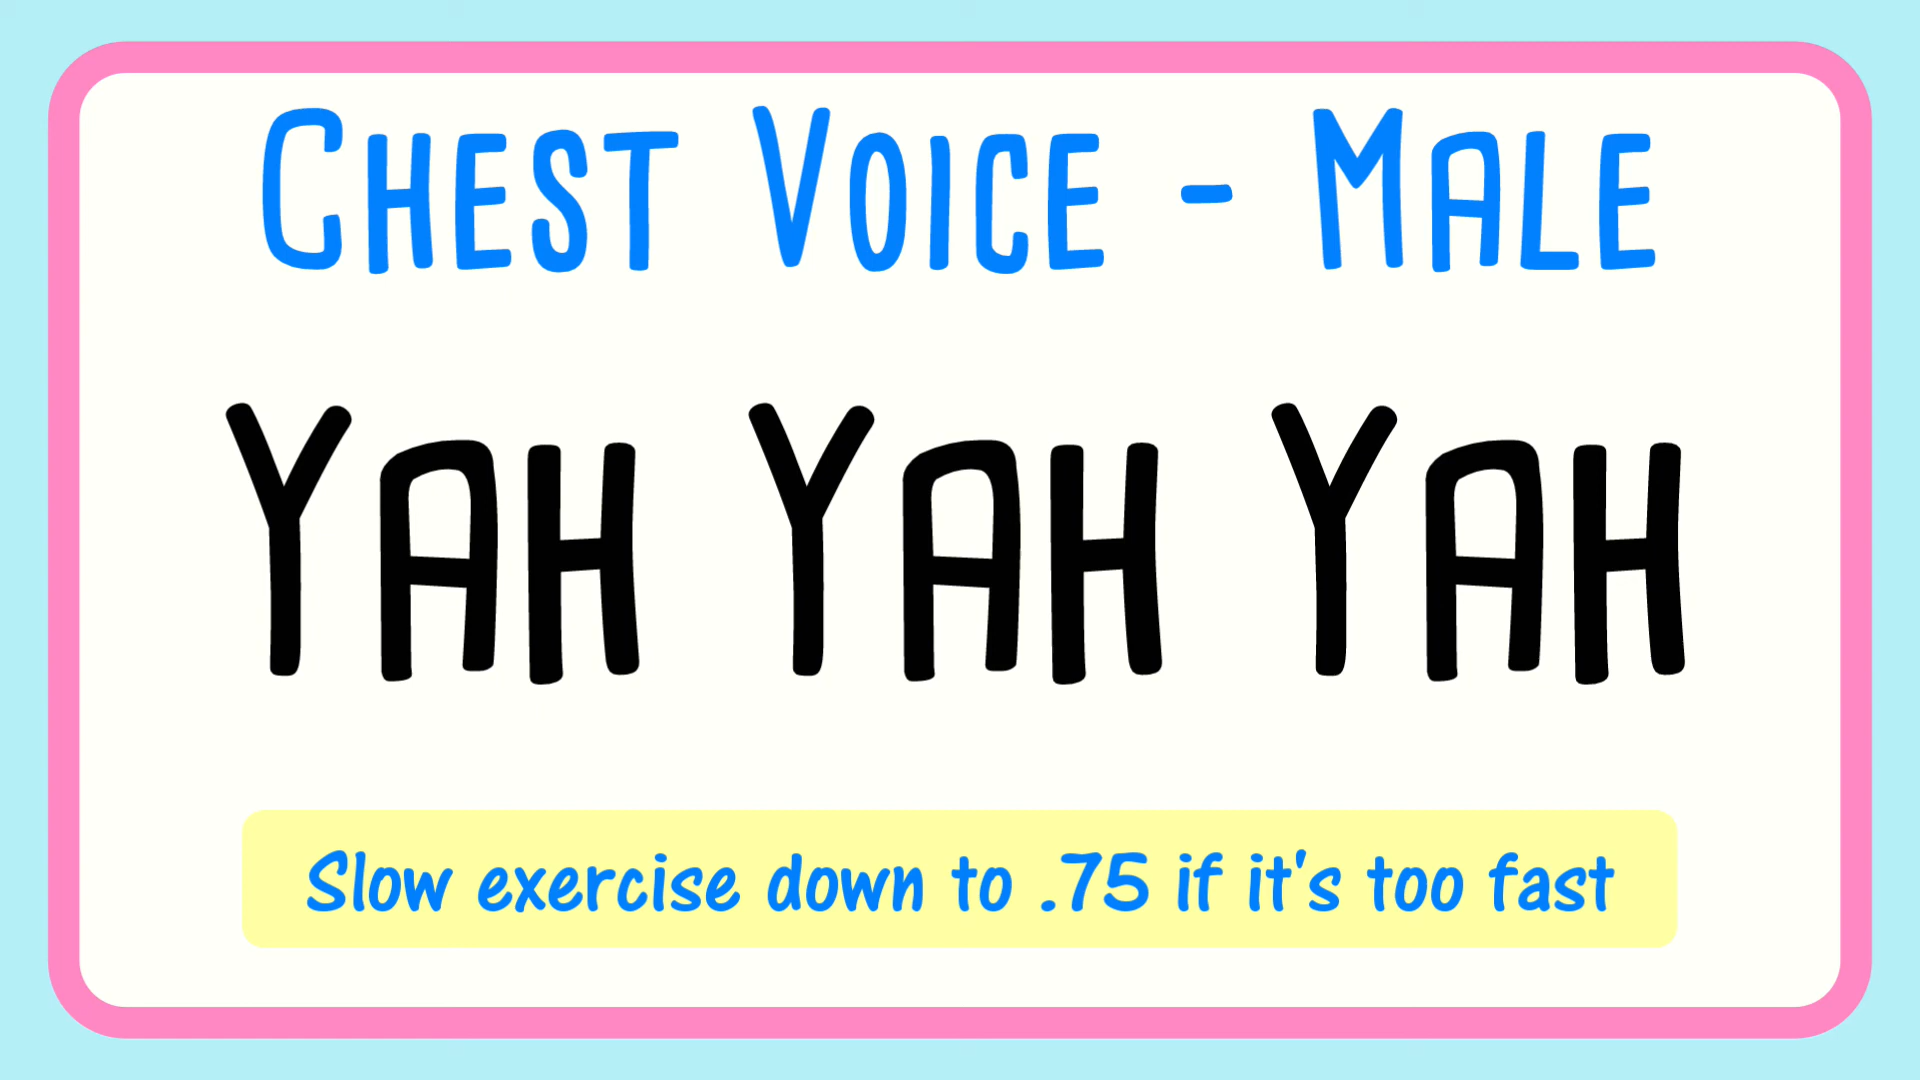 Chest Voice - Male
Yah Yah Yah
Slow exercise down to .75 if it's too fast